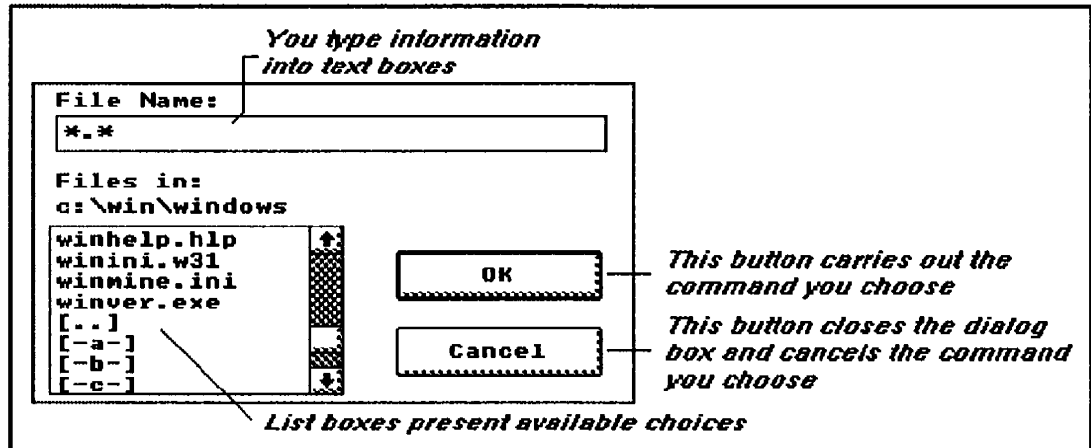 You type information
into text boxes
File Name:
*.*
Files in:
c:\win\windows
winhelp.hlp
winini.w31
winmine.ini
winver.exe
[..]
[-a-]
[-b-]
[-c-]
OK
This button carries out the
command you choose
Cancel
This button closes the dialog
box and cancels the command
you choose
List boxes present available choices